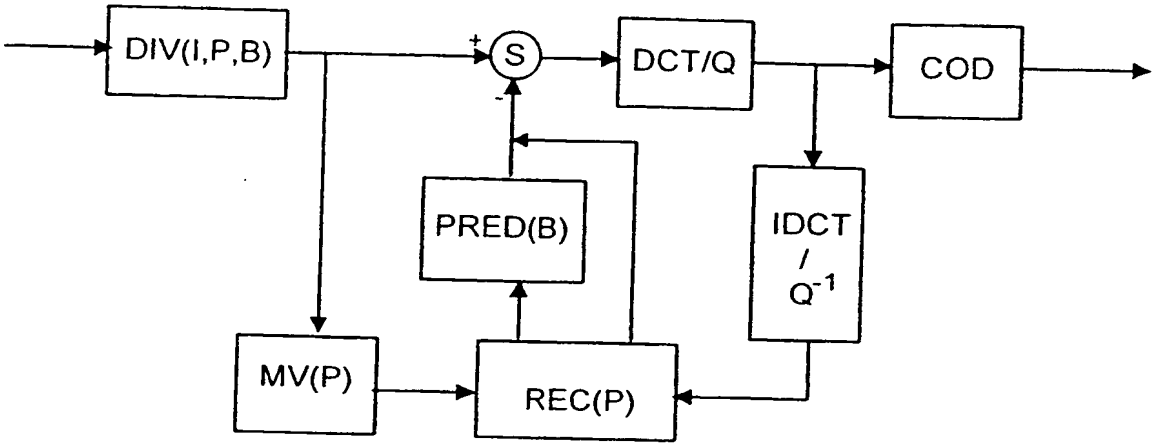 DIV(I,P,B)
+
S
-
DCT/Q
COD
PRED(B)
IDCT
/
Q⁻¹
MV(P)
REC(P)